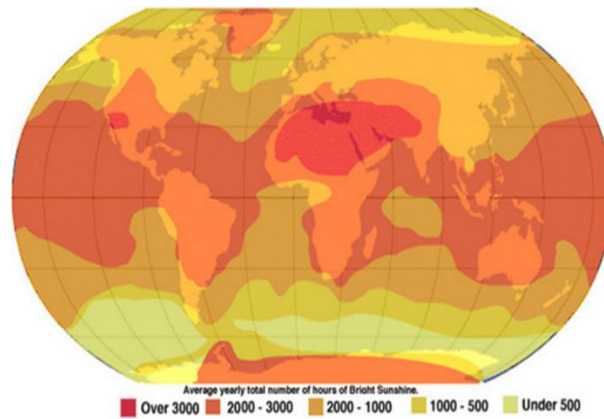 Average yearly total number of hours of Bright Sunshine.
Over 3000 2000 - 3000 2000 - 1000 1000 - 500 Under 500